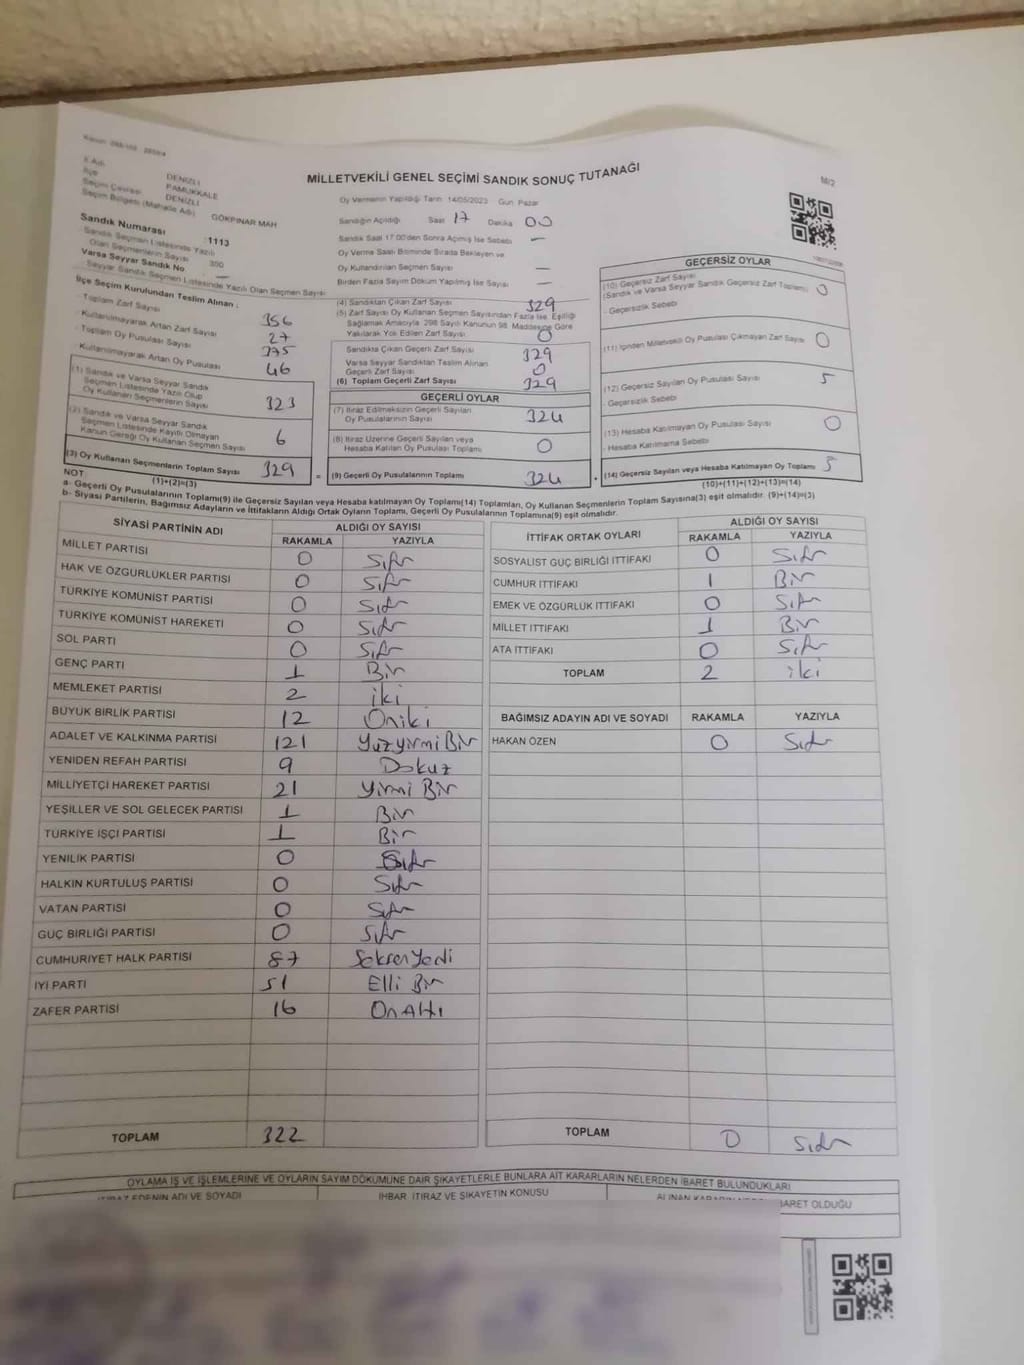 MİLLETVEKİLİ GENEL SEÇİMİ SANDIK SONUÇ TUTANAĞI
M/2
İl Adı DENİZLİ
İlçe PAMUKKALE
Seçim Çevresi DENİZLİ
Seçim Bölgesi (Mahalle Adı) GÖKPINAR MAH
Sandık Numarası : 1113
Sandık Seçmen Listesinde Yazılı
Olan Seçmenlerin Sayısı
Varsa Seyyar Sandık No —
Seyyar Sandık Seçmen Listesinde Yazılı Olan Seçmen Sayısı
Oy Vermenin Yapıldığı Tarih 14/05/2023 Gün Pazar
Sandığın Açıldığı Saat 17 Dakika 00
Sandık Saat 17.00'den Sonra Açılmış İse Sebebi —
Oy Verme Saati Bitiminde Sırada Bekleyen ve
Oy Kullandırılan Seçmen Sayısı —
Birden Fazla Sayım Döküm Yapılmış İse Sayısı —
İlçe Seçim Kurulundan Teslim Alınan :
Toplam Zarf Sayısı 356
Kullanılmayarak Artan Zarf Sayısı 27
Toplam Oy Pusulası Sayısı 375
Kullanılmayarak Artan Oy Pusulası 46
(1) Sandık ve Varsa Seyyar Sandık
Seçmen Listesinde Yazılı Olup
Oy Kullanan Seçmenlerin Sayısı 323
(2) Sandık ve Varsa Seyyar Sandık
Seçmen Listesinde Kayıtlı Olmayan
Kanun Gereği Oy Kullanan Seçmen Sayısı 6
(3) Oy Kullanan Seçmenlerin Toplam Sayısı 329
(1)+(2)=(3)
(4) Sandıktan Çıkan Zarf Sayısı 329
(5) Zarf Sayısı Oy Kullanan Seçmen Sayısından Fazla İse, Eşitliği
Sağlamak Amacıyla 298 Sayılı Kanunun 98. Maddesine Göre
Yakılarak Yok Edilen Zarf Sayısı 0
Sandıkta Çıkan Geçerli Zarf Sayısı 329
Varsa Seyyar Sandıktan Teslim Alınan
Geçerli Zarf Sayısı 0
(6) Toplam Geçerli Zarf Sayısı 329
GEÇERLİ OYLAR
(7) İtiraz Edilmeksizin Geçerli Sayılan
Oy Pusulalarının Sayısı 324
(8) İtiraz Üzerine Geçerli Sayılan veya
Hesaba Katılan Oy Pusulası Toplamı 0
= (9) Geçerli Oy Pusulalarının Toplamı 324
GEÇERSİZ OYLAR
(10) Geçersiz Zarf Sayısı
(Sandık ve Varsa Seyyar Sandık Geçersiz Zarf Toplamı) 0
- Geçersizlik Sebebi
(11) İçinden Milletvekili Oy Pusulası Çıkmayan Zarf Sayısı 0
(12) Geçersiz Sayılan Oy Pusulası Sayısı 5
- Geçersizlik Sebebi
(13) Hesaba Katılmayan Oy Pusulası Sayısı 0
- Hesaba Katılmama Sebebi
+ (14) Geçersiz Sayılan veya Hesaba Katılmayan Oy Toplamı 5
(10)+(11)+(12)+(13)=(14)
NOT:
a- Geçerli Oy Pusulalarının Toplamı(9) ile Geçersiz Sayılan veya Hesaba katılmayan Oy Toplamı(14) Toplamları, Oy Kullanan Seçmenlerin Toplam Sayısına(3) eşit olmalıdır. (9)+(14)=(3)
b- Siyasi Partilerin, Bağımsız Adayların ve İttifakların Aldığı Ortak Oyların Toplamı, Geçerli Oy Pusulalarının Toplamına(9) eşit olmalıdır.
SİYASİ PARTİNİN ADI ALDIĞI OY SAYISI
RAKAMLA YAZIYLA
MİLLET PARTİSİ 0 Sıfır
HAK VE ÖZGÜRLÜKLER PARTİSİ 0 Sıfır
TÜRKİYE KOMÜNİST PARTİSİ 0 Sıfır
TÜRKİYE KOMÜNİST HAREKETİ 0 Sıfır
SOL PARTİ 0 Sıfır
GENÇ PARTİ 1 Bir
MEMLEKET PARTİSİ 2 iki
BÜYÜK BİRLİK PARTİSİ 12 Oniki
ADALET VE KALKINMA PARTİSİ 121 YüzyirmiBir
YENİDEN REFAH PARTİSİ 9 Dokuz
MİLLİYETÇİ HAREKET PARTİSİ 21 Yirmi Bir
YEŞİLLER VE SOL GELECEK PARTİSİ 1 Bir
TÜRKİYE İŞÇİ PARTİSİ 1 Bir
YENİLİK PARTİSİ 0 Sıfır
HALKIN KURTULUŞ PARTİSİ 0 Sıfır
VATAN PARTİSİ 0 Sıfır
GÜÇ BİRLİĞİ PARTİSİ 0 Sıfır
CUMHURİYET HALK PARTİSİ 87 SeksenYedi
İYİ PARTİ 51 Elli Bir
ZAFER PARTİSİ 16 OnAltı
TOPLAM 322
İTTİFAK ORTAK OYLARI ALDIĞI OY SAYISI
RAKAMLA YAZIYLA
SOSYALİST GÜÇ BİRLİĞİ İTTİFAKI 0 Sıfır
CUMHUR İTTİFAKI 1 Bir
EMEK VE ÖZGÜRLÜK İTTİFAKI 0 Sıfır
MİLLET İTTİFAKI 1 Bir
ATA İTTİFAKI 0 Sıfır
TOPLAM 2 iki
BAĞIMSIZ ADAYIN ADI VE SOYADI RAKAMLA YAZIYLA
HAKAN ÖZEN 0 Sıfır
TOPLAM 0 Sıfır
OYLAMA İŞ VE İŞLEMLERİNE VE OYLARIN SAYIM DÖKÜMÜNE DAİR ŞİKAYETLERLE BUNLARA AİT KARARLARIN NELERDEN İBARET BULUNDUKLARI
İTİRAZ EDENİN ADI VE SOYADI İHBAR, İTİRAZ VE ŞİKAYETİN KONUSU ALINAN KARARIN İBARET OLDUĞU